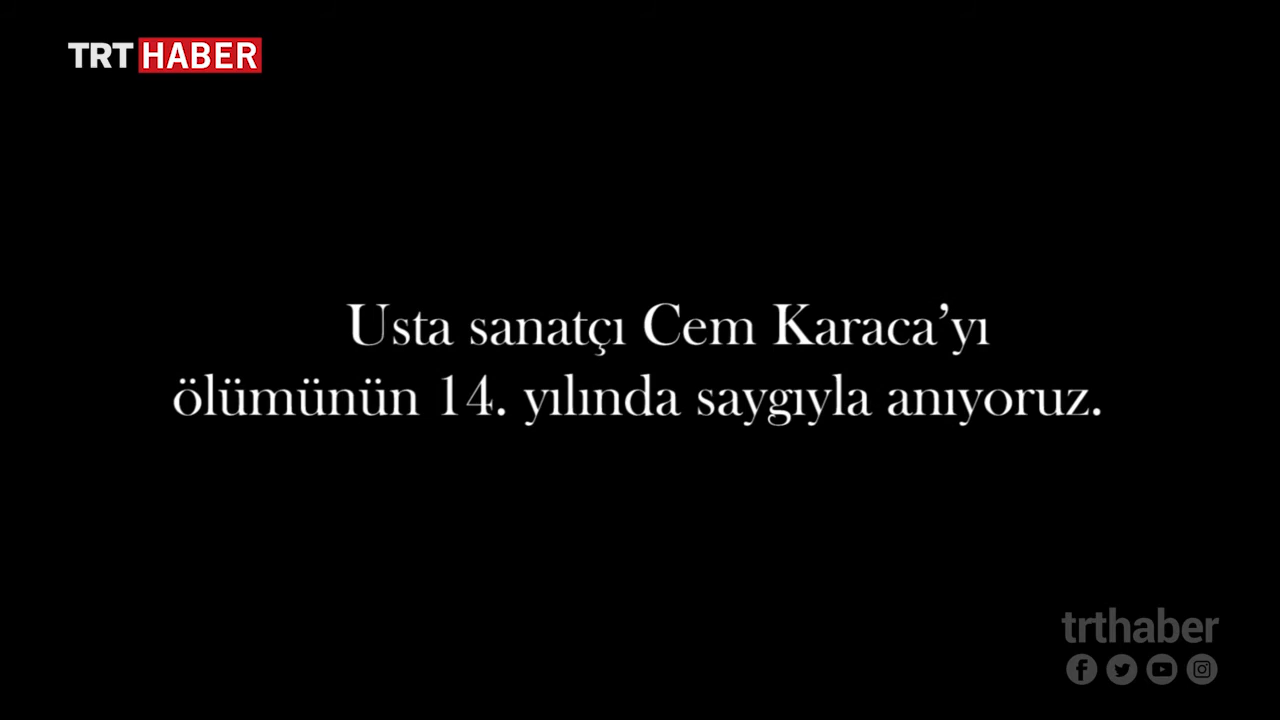 TRT HABER
Usta sanatçı Cem Karaca’yı
ölümünün 14. yılında saygıyla anıyoruz.
trthaber